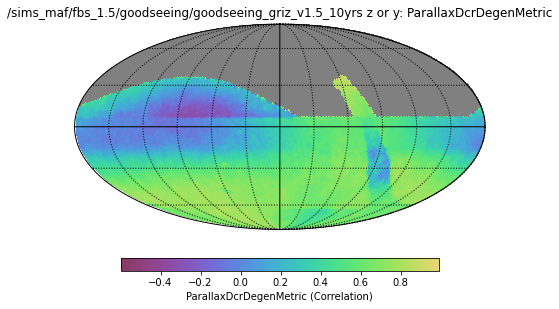 /sims_maf/fbs_1.5/goodseeing/goodseeing_griz_v1.5_10yrs z or y: ParallaxDcrDegenMetric
−0.4 −0.2 0.0 0.2 0.4 0.6 0.8
ParallaxDcrDegenMetric (Correlation)